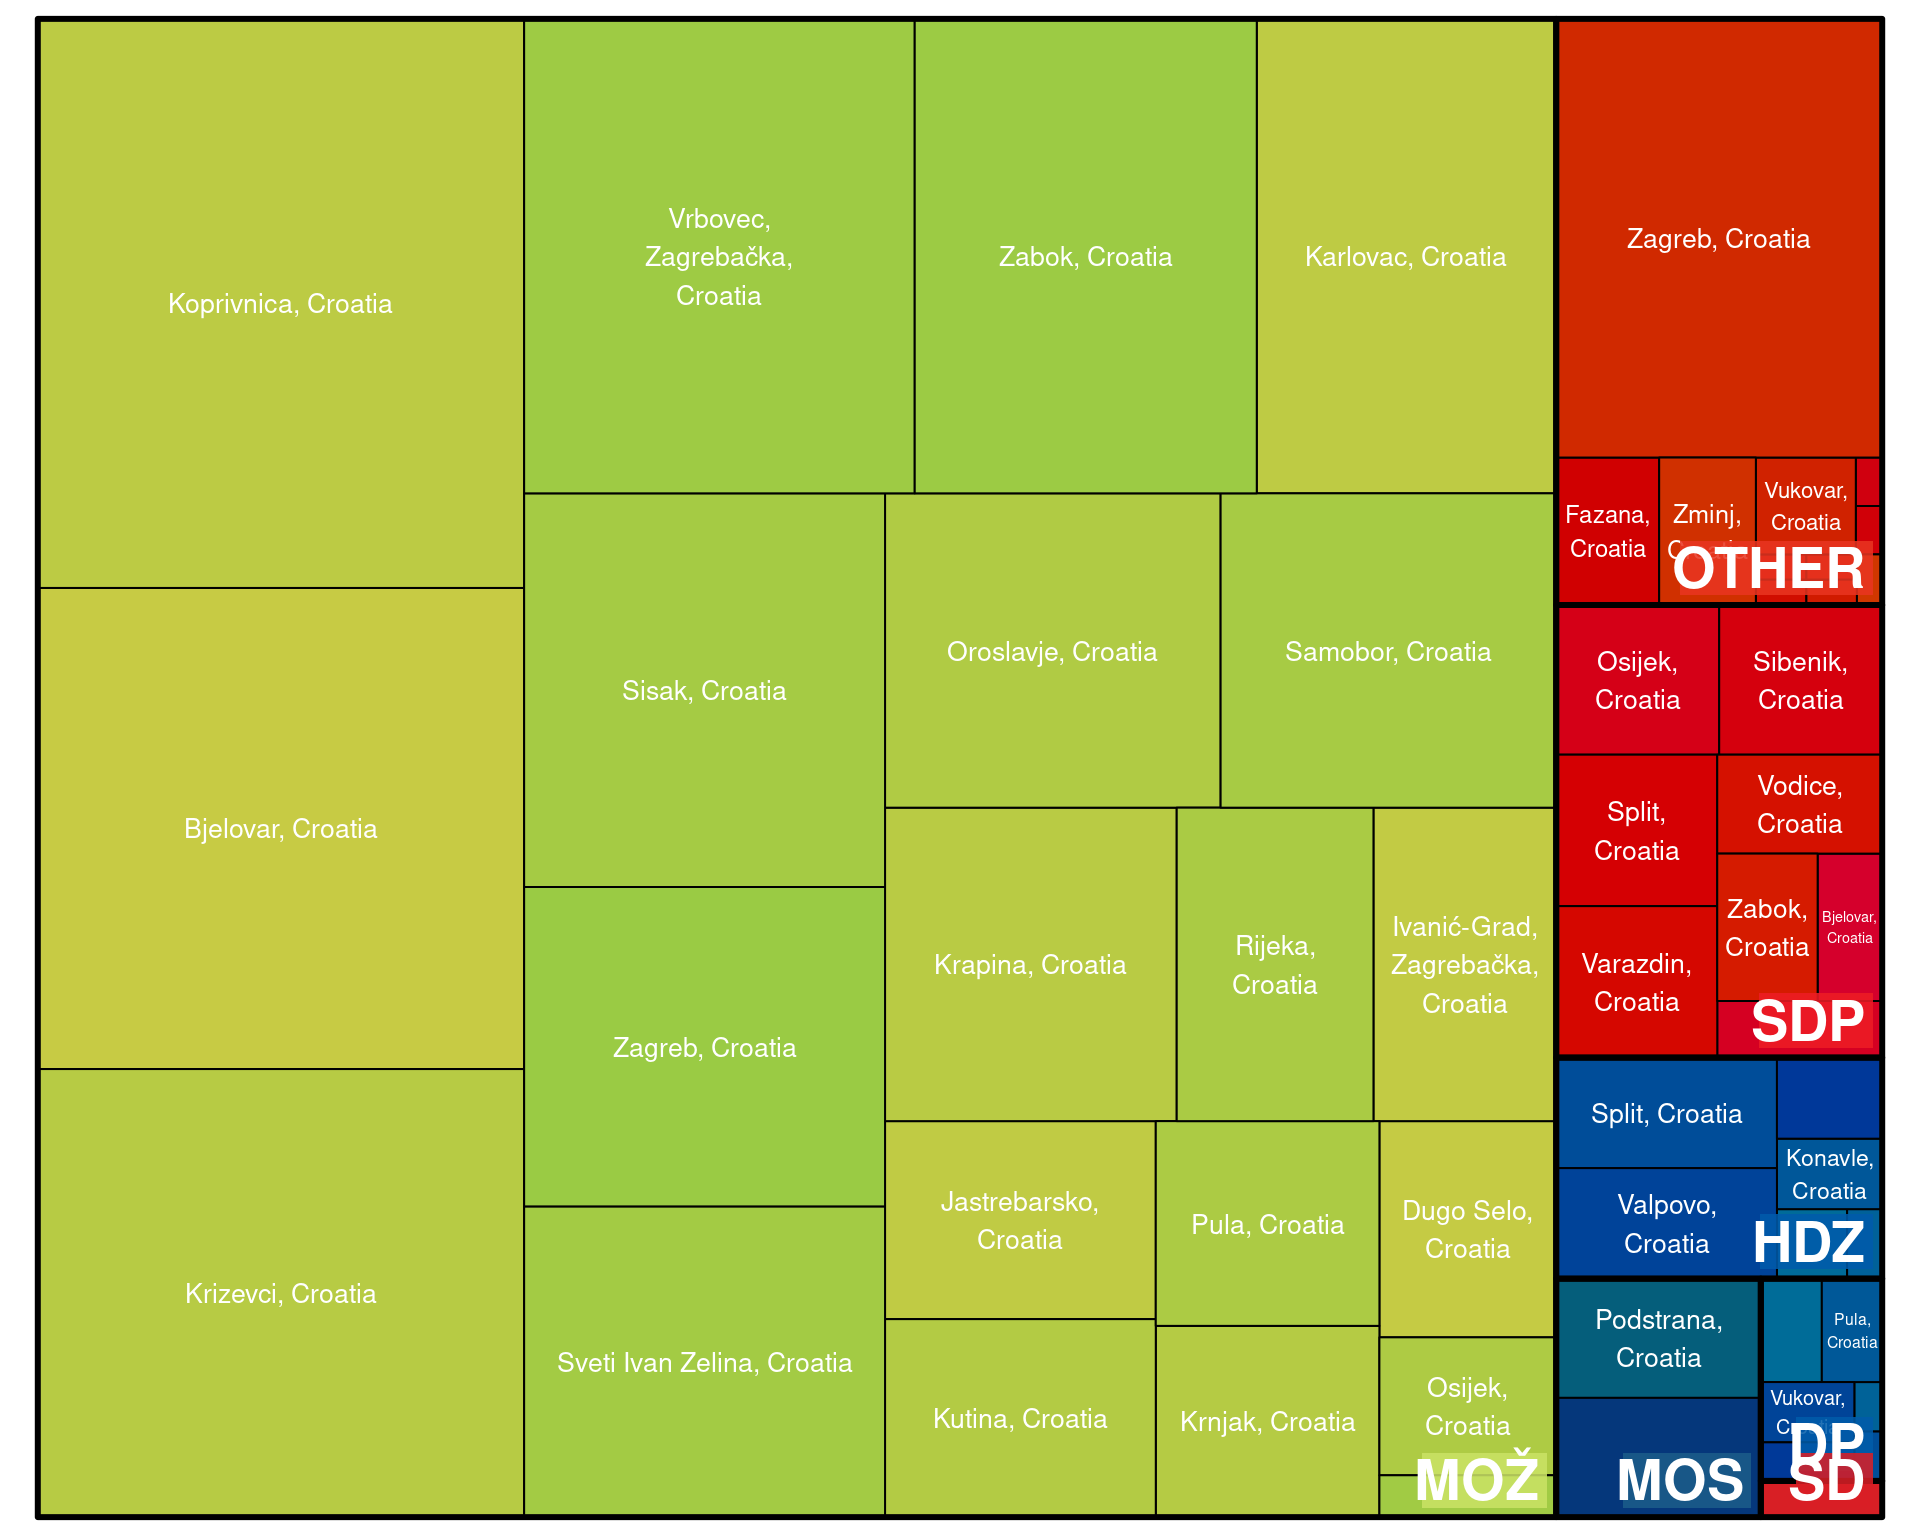 Koprivnica, Croatia
Bjelovar, Croatia
Krizevci, Croatia
Vrbovec,
Zagrebačka,
Croatia
Zabok, Croatia
Karlovac, Croatia
Sisak, Croatia
Zagreb, Croatia
Sveti Ivan Zelina, Croatia
Oroslavje, Croatia
Samobor, Croatia
Krapina, Croatia
Rijeka,
Croatia
Ivanić-Grad,
Zagrebačka,
Croatia
Jastrebarsko,
Croatia
Kutina, Croatia
Pula, Croatia
Krnjak, Croatia
Dugo Selo,
Croatia
Osijek,
Croatia
MOŽ
Zagreb, Croatia
Fazana,
Croatia
Zminj,
Vukovar,
Croatia
OTHER
Osijek,
Croatia
Sibenik,
Croatia
Split,
Croatia
Vodice,
Croatia
Varazdin,
Croatia
Zabok,
Croatia
Bjelovar,
Croatia
SDP
Split, Croatia
Valpovo,
Croatia
Konavle,
Croatia
HDZ
Podstrana,
Croatia
MOS
Pula,
Croatia
Vukovar,
DP
SD